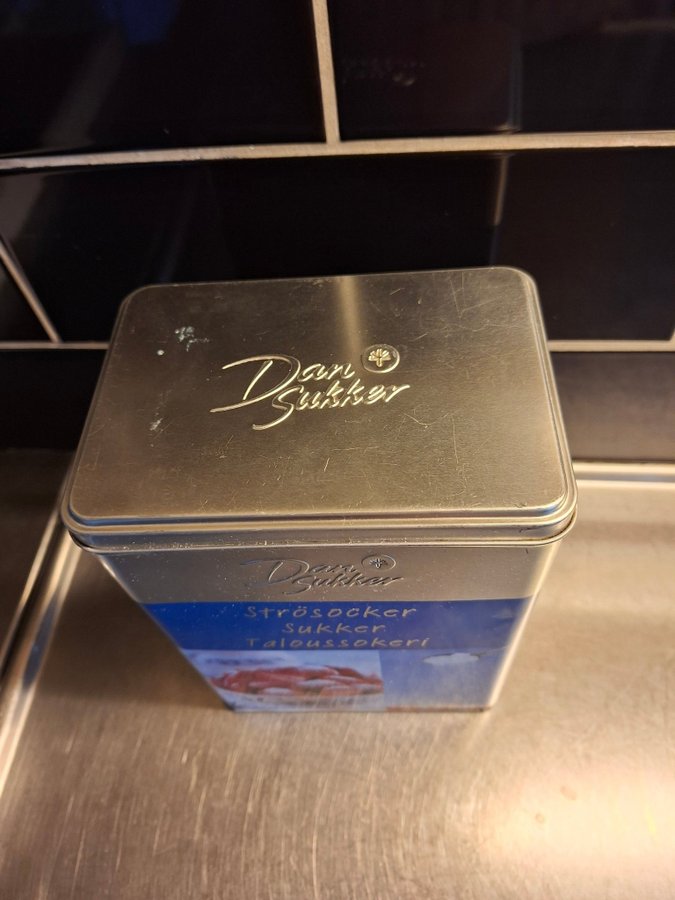 Dan
Sukker
Dan
Sukker
Strösocker
Sukker
Taloussokeri